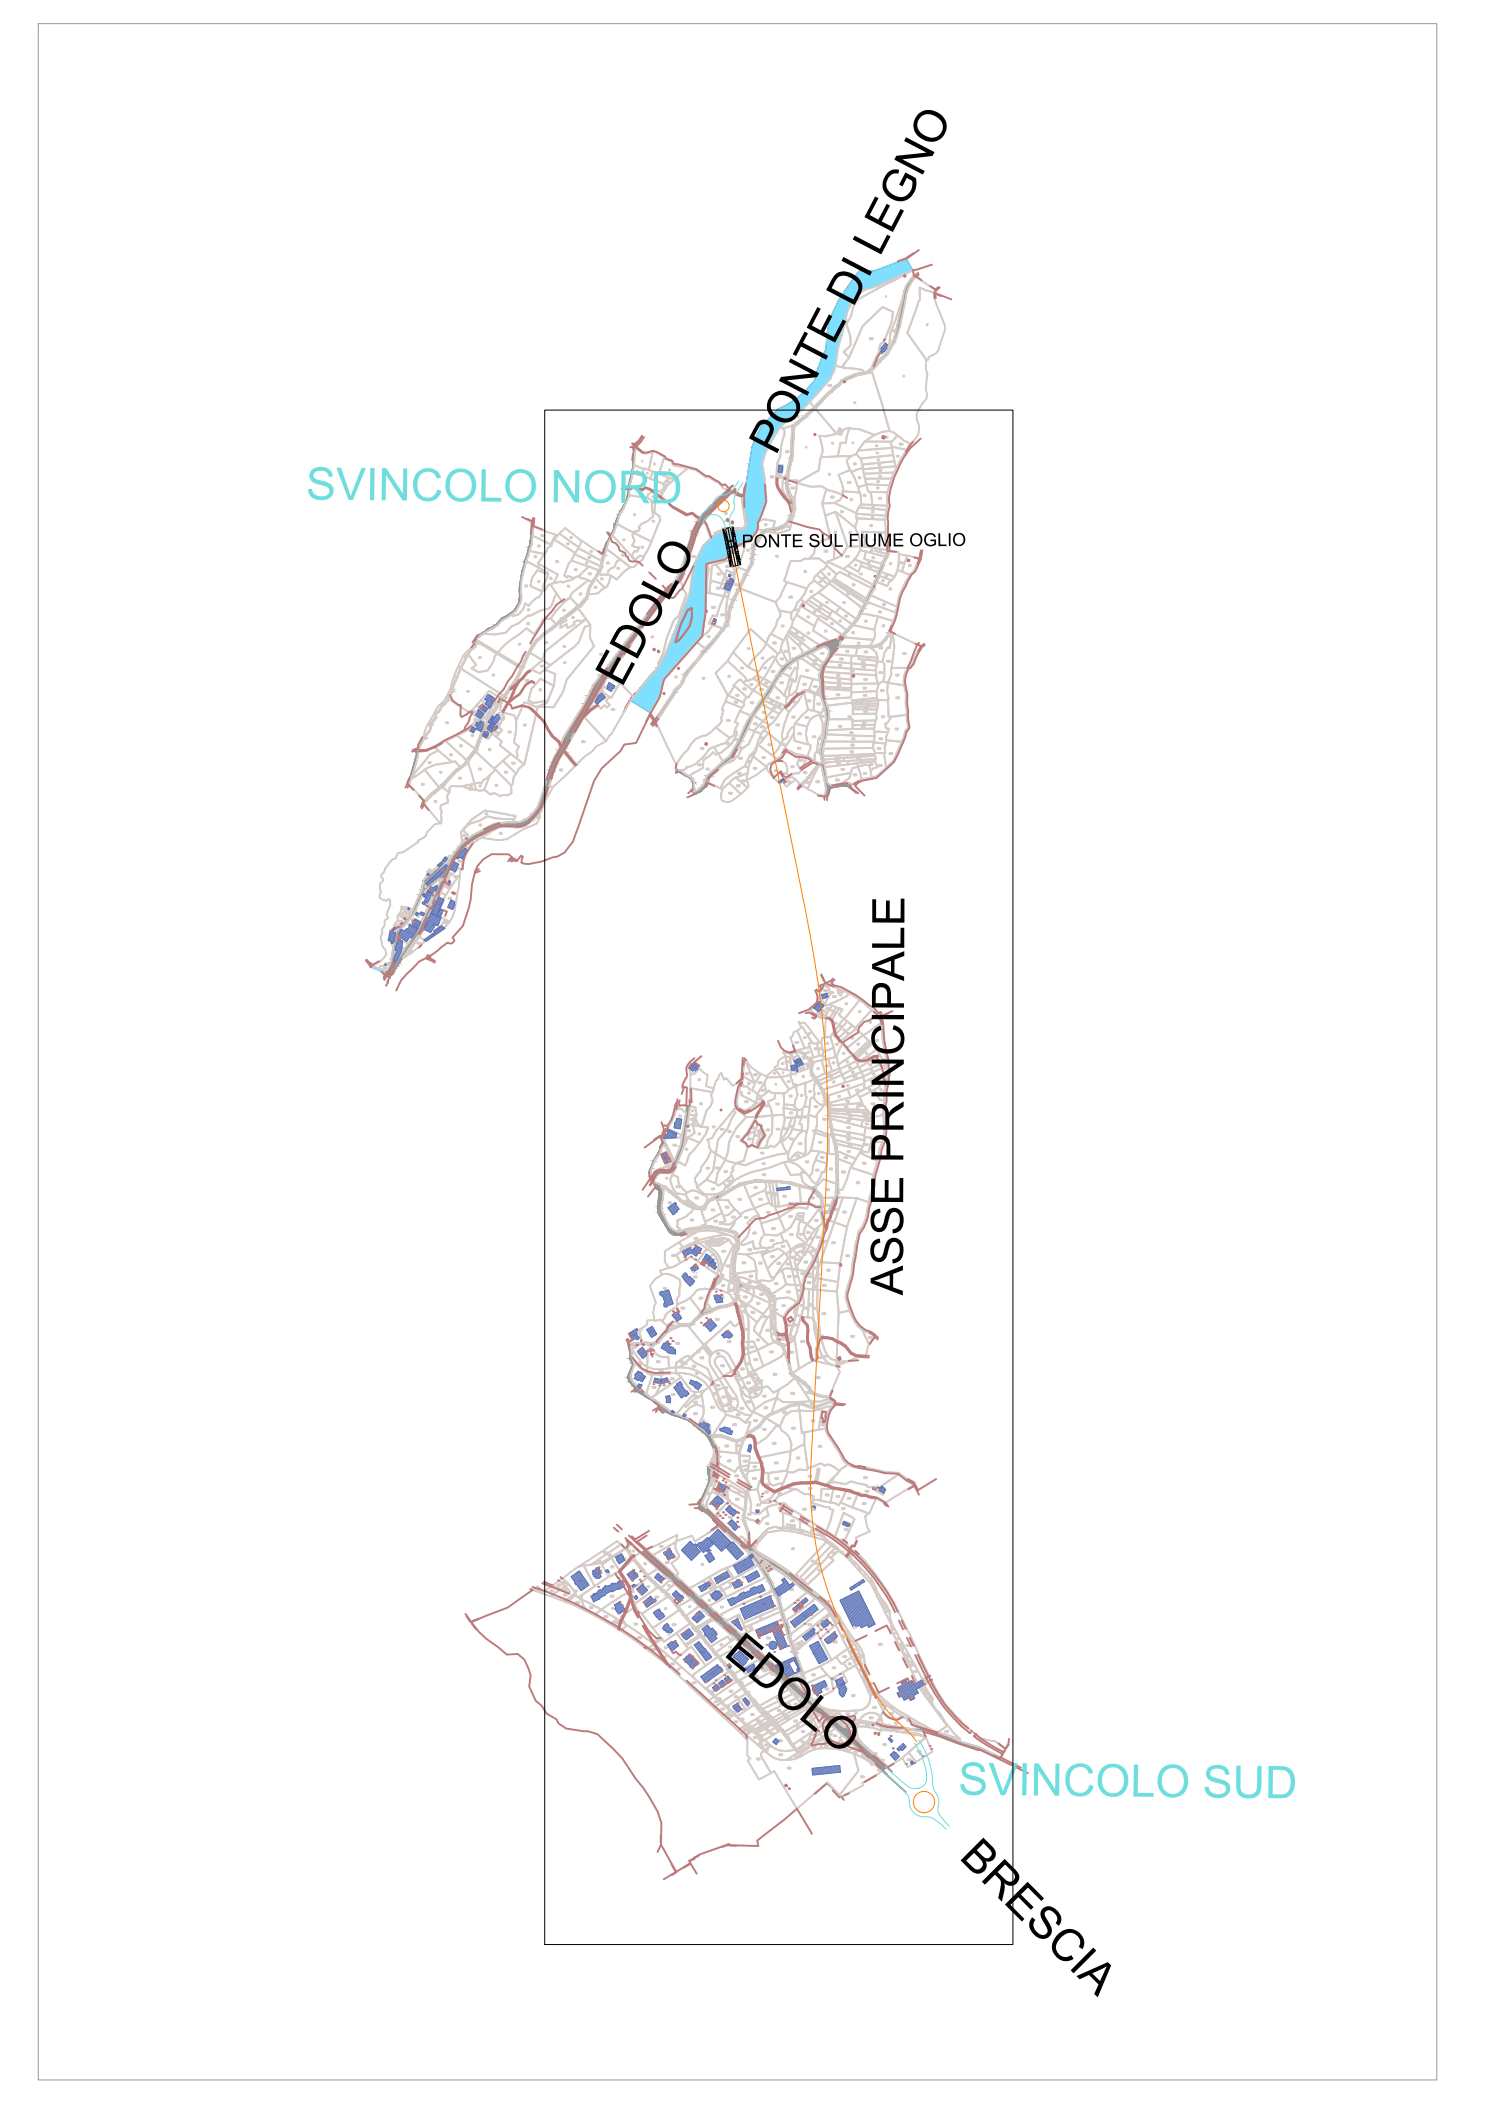 PONTE DI LEGNO
SVINCOLO NORD
PONTE SUL FIUME OGLIO
EDOLO
ASSE PRINCIPALE
EDOLO
SVINCOLO SUD
BRESCIA